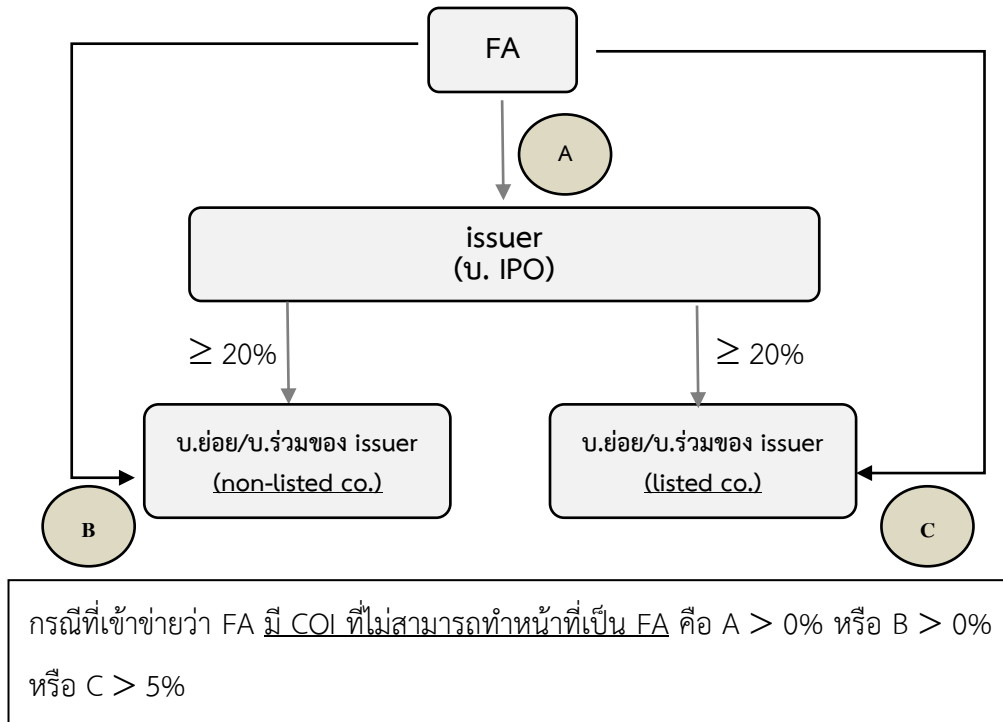 FA
A
issuer
(บ. IPO)
≥ 20%
≥ 20%
บ.ย่อย/บ.ร่วมของ issuer
(non-listed co.)
บ.ย่อย/บ.ร่วมของ issuer
(listed co.)
B
C
กรณีที่เข้าข่ายว่า FA มี COI ที่ไม่สามารถทำหน้าที่เป็น FA คือ A > 0% หรือ B > 0%
หรือ C > 5%